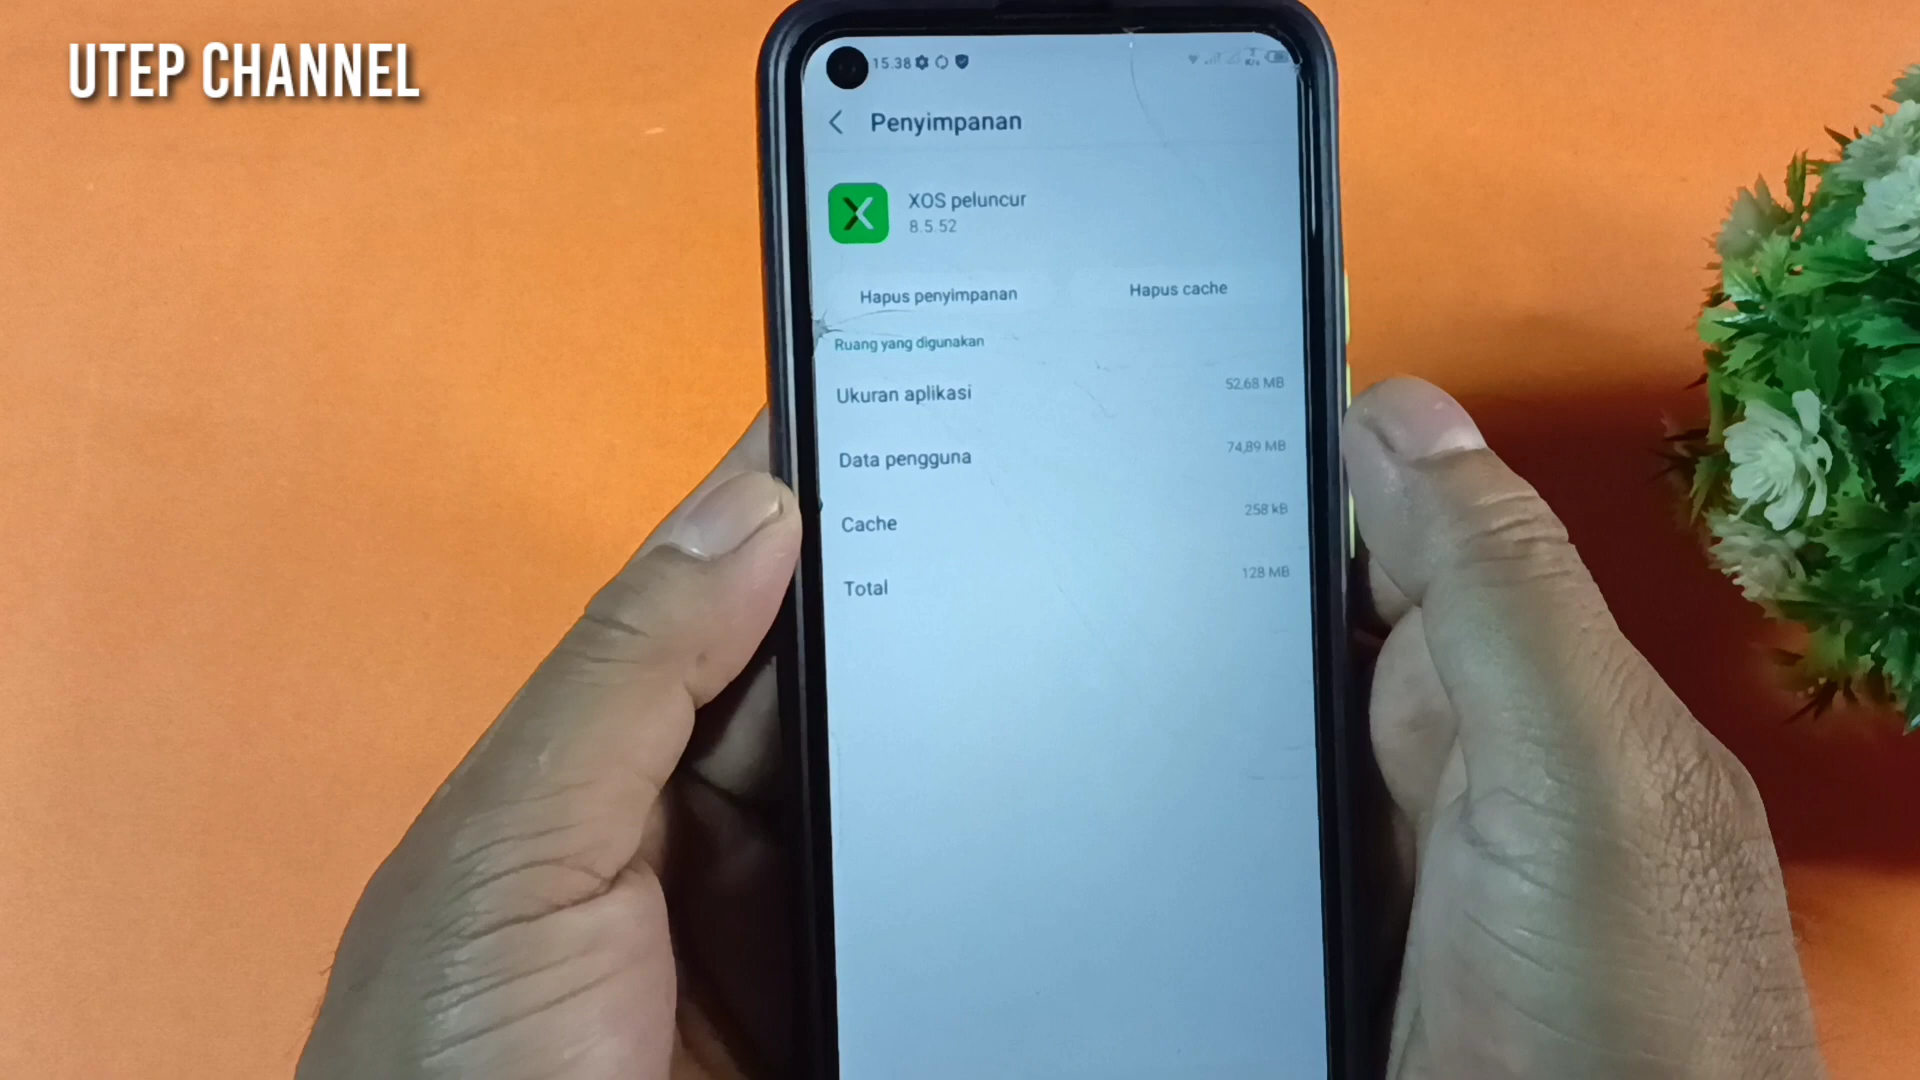 UTEP CHANNEL
15.38
Penyimpanan
XOS peluncur
8.5.52
Hapus penyimpanan
Hapus cache
Ruang yang digunakan
Ukuran aplikasi
52,68 MB
Data pengguna
74,89 MB
Cache
258 kB
Total
128 MB